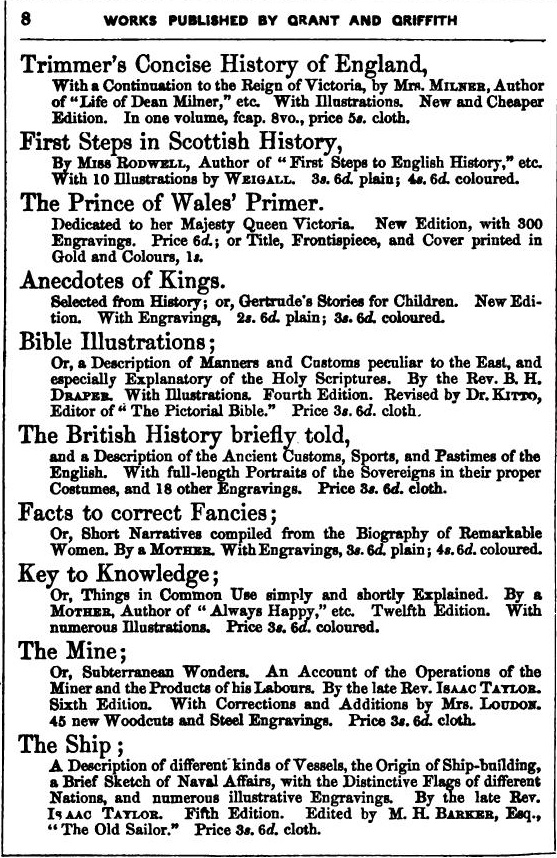 8 WORKS PUBLISHED BY GRANT AND GRIFFITH
Trimmer's Concise History of England,
With a Continuation to the Reign of Victoria, by Mrs. MILNER, Author
of "Life of Dean Milner," etc. With Illustrations. New and Cheaper
Edition. In one volume, fcap. 8vo., price 5s. cloth.
First Steps in Scottish History,
By MISS RODWELL, Author of "First Steps to English History," etc.
With 10 Illustrations by WEIGALL. 3s. 6d. plain; 4s. 6d. coloured.
The Prince of Wales' Primer.
Dedicated to her Majesty Queen Victoria. New Edition, with 300
Engravings. Price 6d.; or Title, Frontispiece, and Cover printed in
Gold and Colours, 1s.
Anecdotes of Kings.
Selected from History; or, Gertrude's Stories for Children. New Edi-
tion. With Engravings, 2s. 6d. plain; 3s. 6d. coloured.
Bible Illustrations;
Or, a Description of Manners and Customs peculiar to the East, and
especially Explanatory of the Holy Scriptures. By the Rev. B. H.
DRAPER. With Illustrations. Fourth Edition. Revised by Dr. KITTO,
Editor of "The Pictorial Bible." Price 3s. 6d. cloth.
The British History briefly told,
and a Description of the Ancient Customs, Sports, and Pastimes of the
English. With full-length Portraits of the Sovereigns in their proper
Costumes, and 18 other Engravings. Price 3s. 6d. cloth.
Facts to correct Fancies;
Or, Short Narratives compiled from the Biography of Remarkable
Women. By a MOTHER. With Engravings, 3s. 6d. plain; 4s. 6d. coloured.
Key to Knowledge;
Or, Things in Common Use simply and shortly Explained. By a
MOTHER, Author of "Always Happy," etc. Twelfth Edition. With
numerous Illustrations. Price 3s. 6d. coloured.
The Mine;
Or, Subterranean Wonders. An Account of the Operations of the
Miner and the Products of his Labours. By the late Rev. ISAAC TAYLOR.
Sixth Edition. With Corrections and Additions by Mrs. LOUDON.
45 new Woodcuts and Steel Engravings. Price 3s. 6d. cloth.
The Ship;
A Description of different kinds of Vessels, the Origin of Ship-building,
a Brief Sketch of Naval Affairs, with the Distinctive Flags of different
Nations, and numerous illustrative Engravings. By the late Rev.
ISAAC TAYLOR. Fifth Edition. Edited by M. H. BARKER, Esq.,
"The Old Sailor." Price 3s. 6d. cloth.